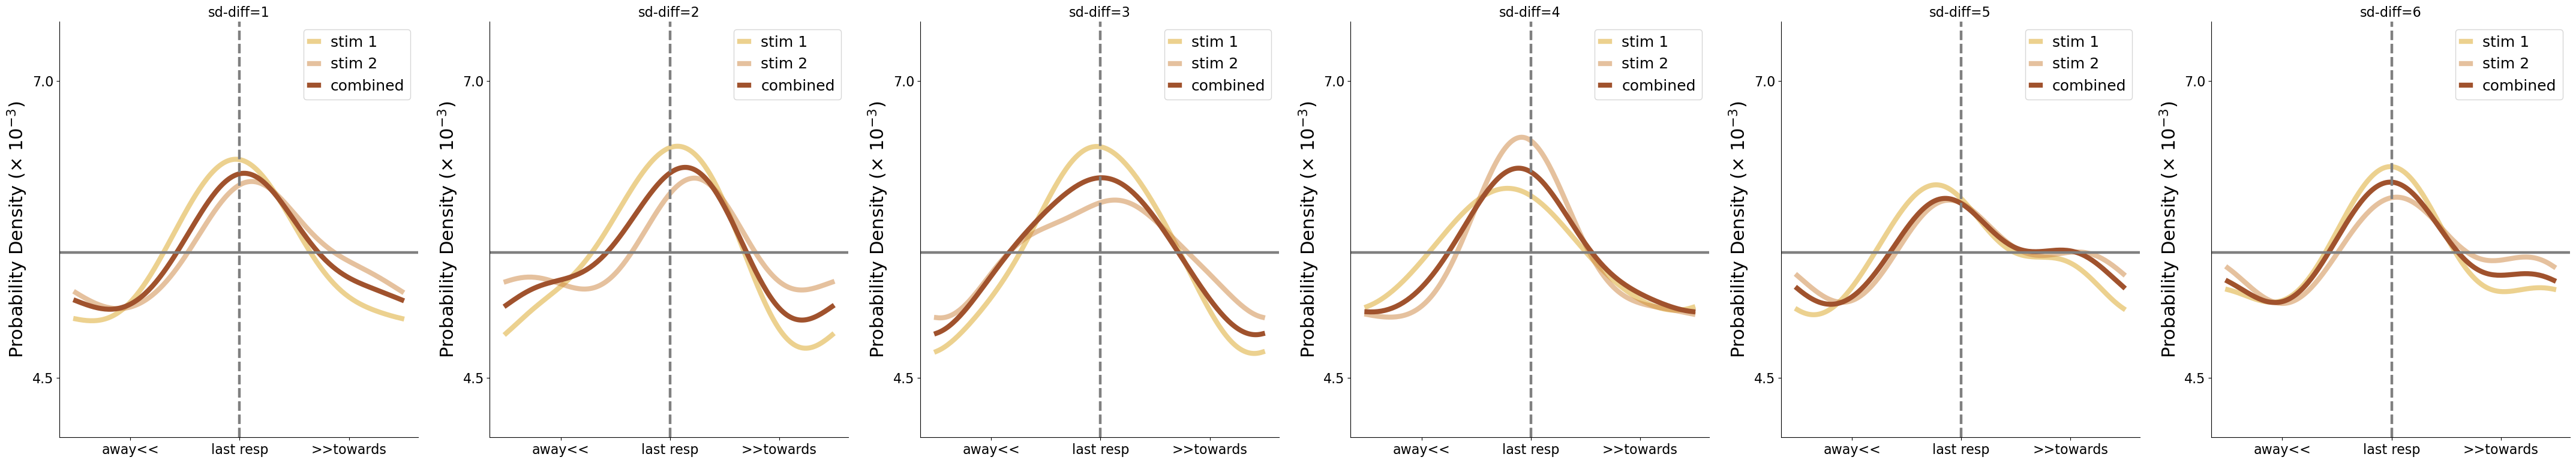 sd-diff=1
stim 1
stim 2
combined
Probability Density (× 10⁻³)
7.0
4.5
away<<
last resp
>>towards
sd-diff=2
stim 1
stim 2
combined
Probability Density (× 10⁻³)
7.0
4.5
away<<
last resp
>>towards
sd-diff=3
stim 1
stim 2
combined
Probability Density (× 10⁻³)
7.0
4.5
away<<
last resp
>>towards
sd-diff=4
stim 1
stim 2
combined
Probability Density (× 10⁻³)
7.0
4.5
away<<
last resp
>>towards
sd-diff=5
stim 1
stim 2
combined
Probability Density (× 10⁻³)
7.0
4.5
away<<
last resp
>>towards
sd-diff=6
stim 1
stim 2
combined
Probability Density (× 10⁻³)
7.0
4.5
away<<
last resp
>>towards